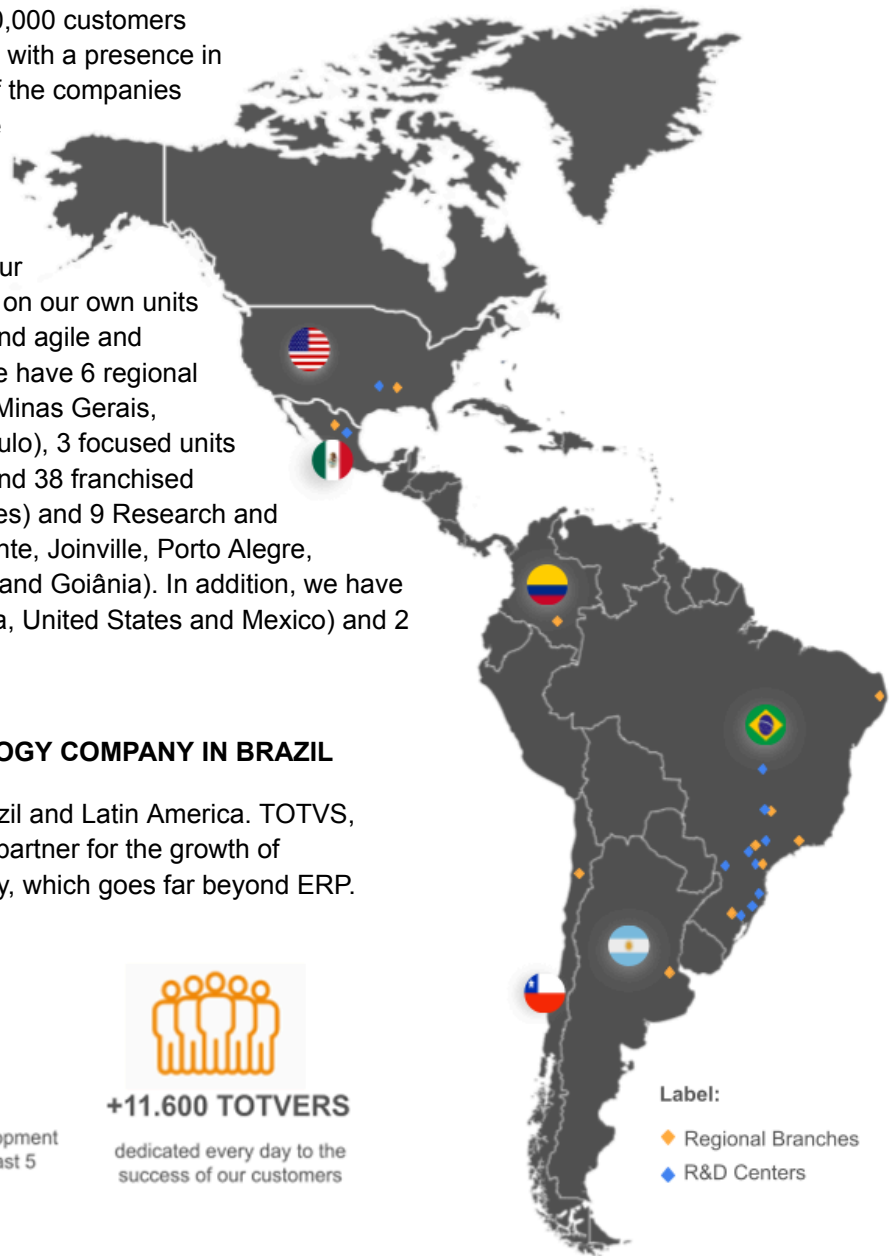 0,000 customers
with a presence in
f the companies
e
ur
on our own units
nd agile and
e have 6 regional
Minas Gerais,
ulo), 3 focused units
nd 38 franchised
es) and 9 Research and
nte, Joinville, Porto Alegre,
and Goiânia). In addition, we have
a, United States and Mexico) and 2
OGY COMPANY IN BRAZIL
zil and Latin America. TOTVS,
partner for the growth of
y, which goes far beyond ERP.
opment
ast 5
+11.600 TOTVERS
dedicated every day to the
success of our customers
Label:
Regional Branches
R&D Centers